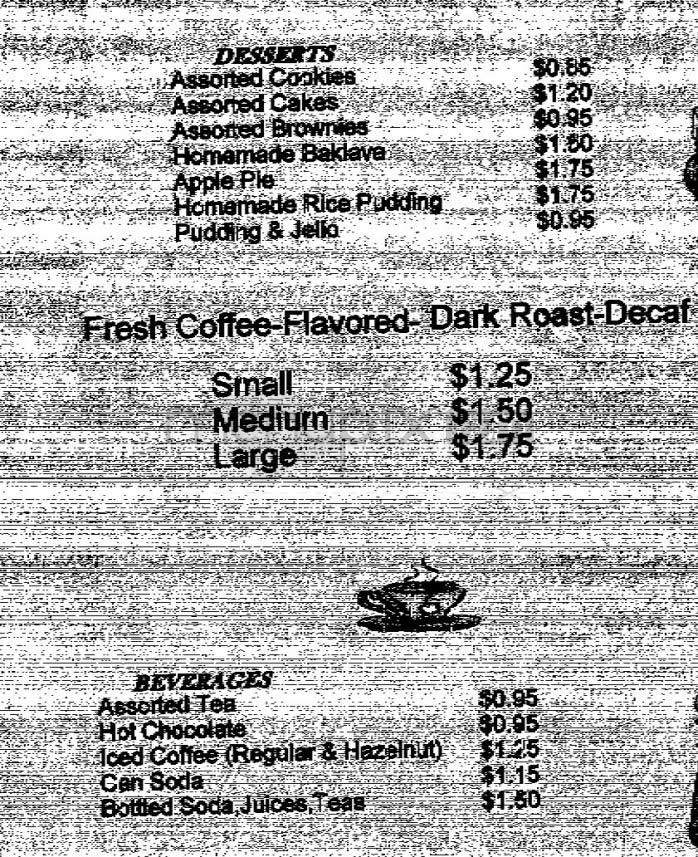 DESSERTS
Assorted Cookies $0.85
Assorted Cakes $1.20
Assorted Brownies $0.95
Homemade Baklava $1.50
Apple Pie $1.75
Homemade Rice Pudding $1.75
Pudding & Jello $0.95
Fresh Coffee-Flavored- Dark Roast-Decaf
Small $1.25
Medium $1.50
Large $1.75
BEVERAGES
Assorted Tea $0.95
Hot Chocolate $0.95
Iced Coffee (Regular & Hazelnut) $1.25
Can Soda $1.15
Bottled Soda,Juices,Teas $1.50